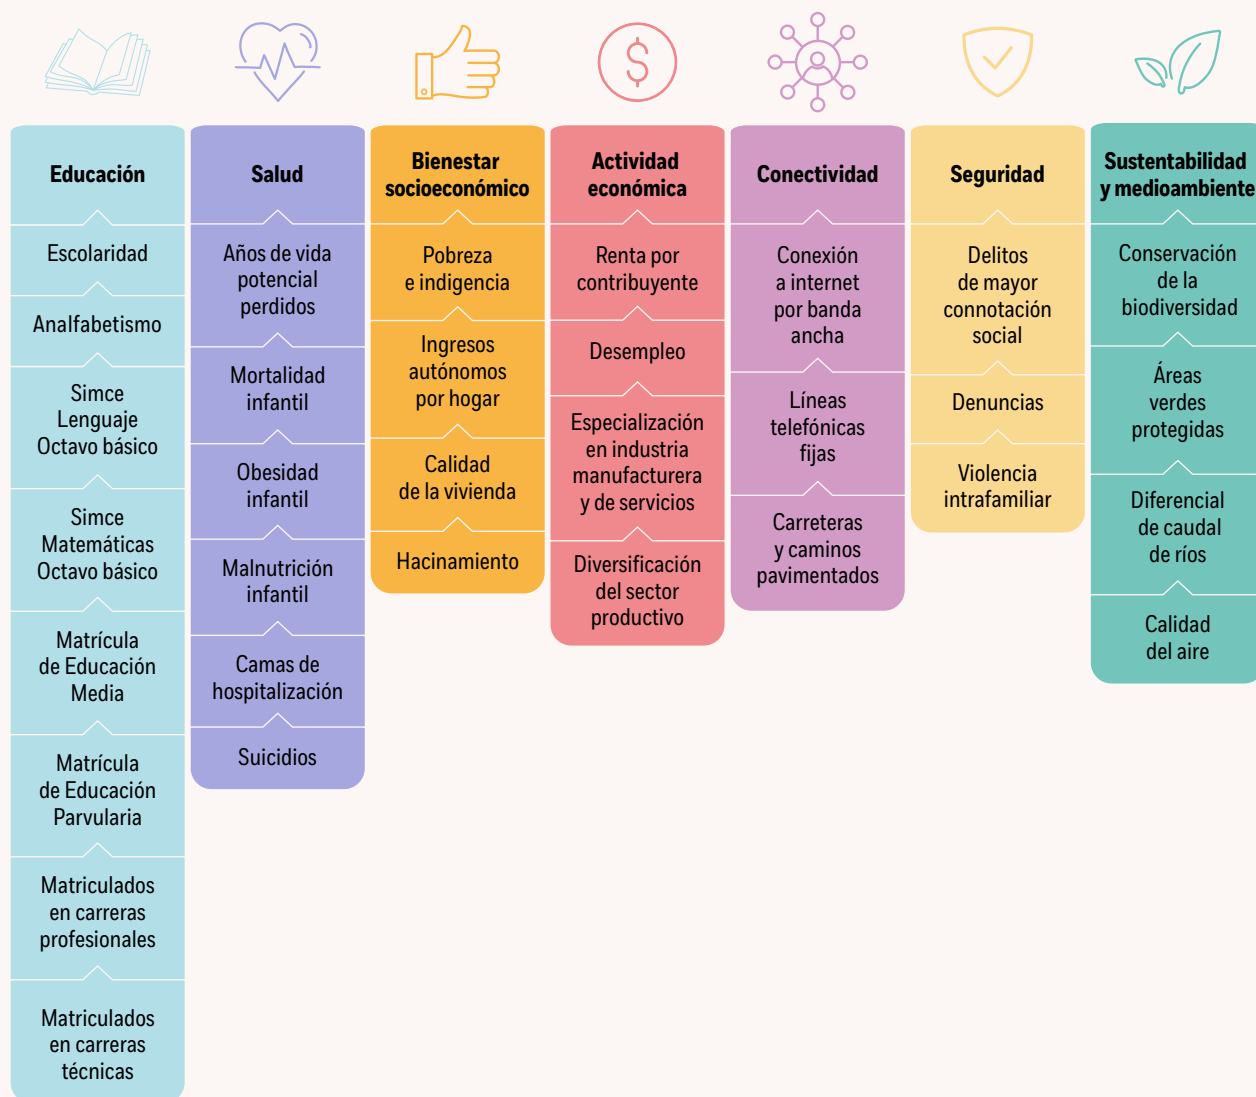 Educación
Escolaridad
Analfabetismo
Simce
Lenguaje
Octavo básico
Simce
Matemáticas
Octavo básico
Matrícula
de Educación
Media
Matrícula
de Educación
Parvularia
Matriculados
en carreras
profesionales
Matriculados
en carreras
técnicas
Salud
Años de vida
potencial
perdidos
Mortalidad
infantil
Obesidad
infantil
Malnutrición
infantil
Camas de
hospitalización
Suicidios
Bienestar
socioeconómico
Pobreza
e indigencia
Ingresos
autónomos
por hogar
Calidad
de la vivienda
Hacinamiento
Actividad
económica
Renta por
contribuyente
Desempleo
Especialización
en industria
manufacturera
y de servicios
Diversificación
del sector
productivo
Conectividad
Conexión
a internet
por banda
ancha
Líneas
telefónicas
fijas
Carreteras
y caminos
pavimentados
Seguridad
Delitos
de mayor
connotación
social
Denuncias
Violencia
intrafamiliar
Sustentabilidad
y medioambiente
Conservación
de la
biodiversidad
Áreas
verdes
protegidas
Diferencial
de caudal
de ríos
Calidad
del aire